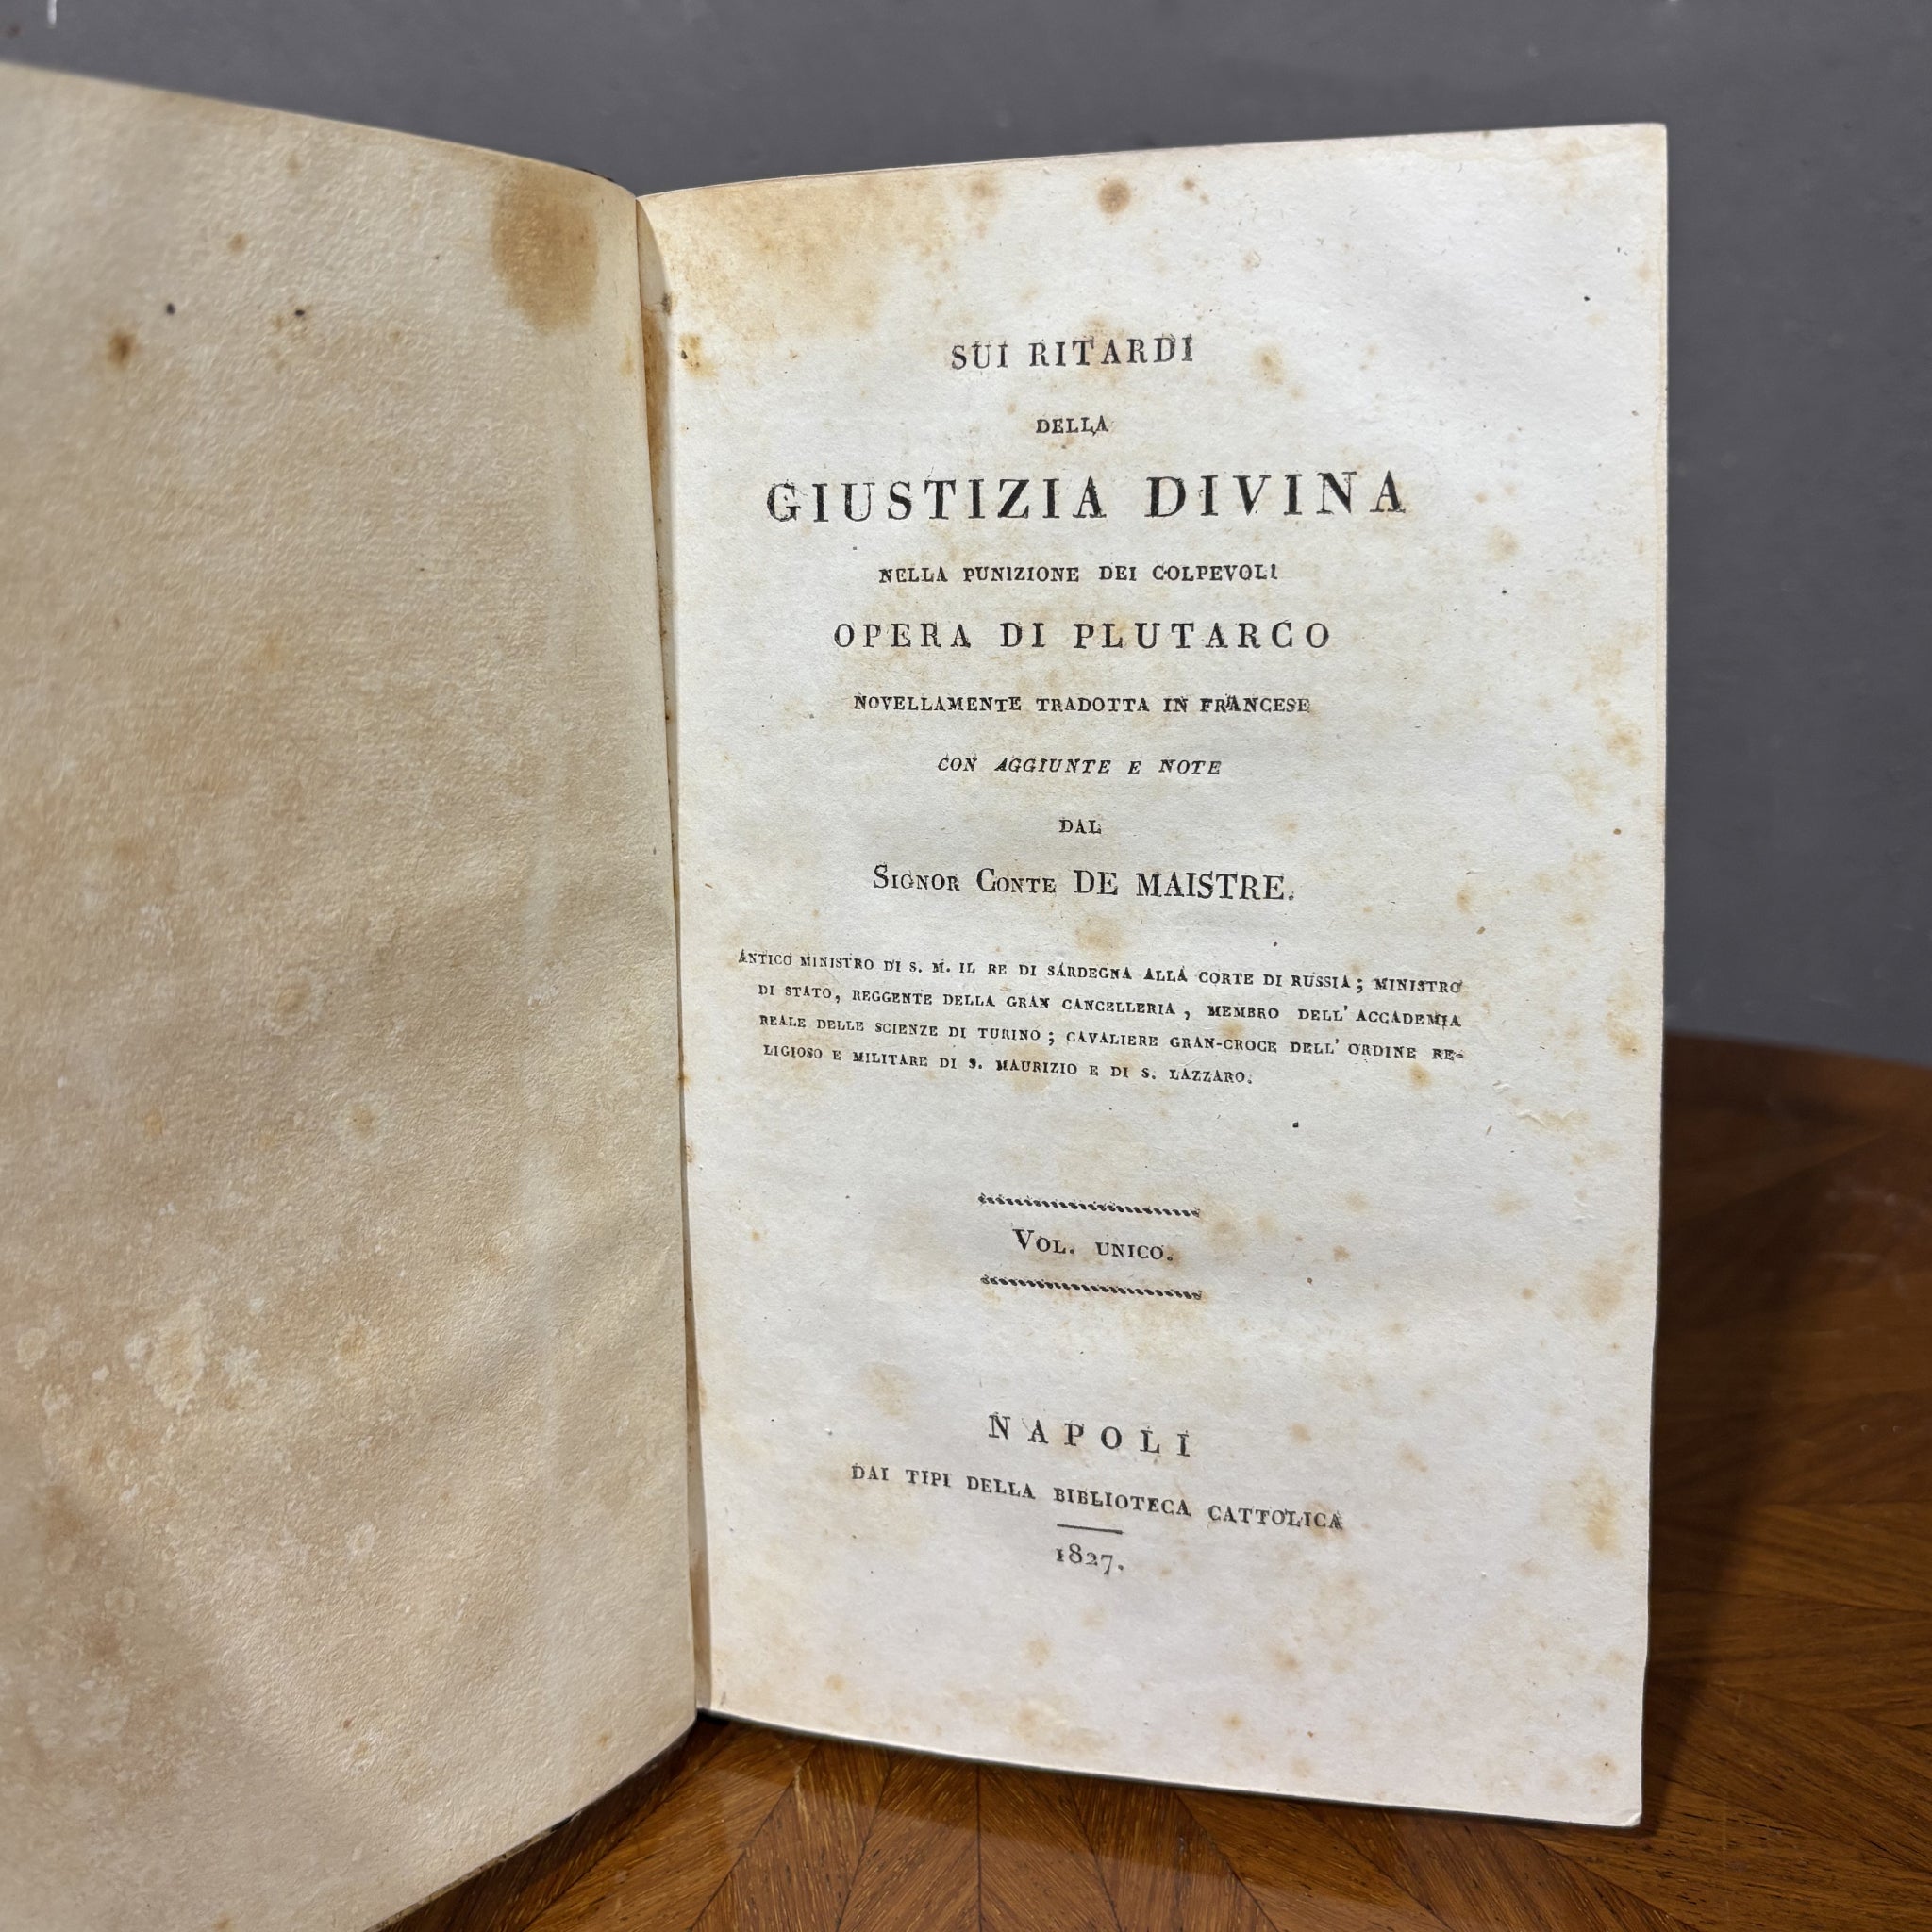 SUI RITARDI
DELLA
GIUSTIZIA DIVINA
NELLA PUNIZIONE DEI COLPEVOLI
OPERA DI PLUTARCO
NOVELLAMENTE TRADOTTA IN FRANCESE
CON AGGIUNTE E NOTE
DAL
SIGNOR CONTE DE MAISTRE.
ANTICO MINISTRO DI S. M. IL RE DI SARDEGNA ALLA CORTE DI RUSSIA; MINISTRO
DI STATO, REGGENTE DELLA GRAN CANCELLERIA, MEMBRO DELL' ACCADEMIA
REALE DELLE SCIENZE DI TURINO; CAVALIERE GRAN-CROCE DELL' ORDINE RE-
LIGIOSO E MILITARE DI S. MAURIZIO E DI S. LAZZARO.
VOL. UNICO.
NAPOLI
DAI TIPI DELLA BIBLIOTECA CATTOLICA
1827.